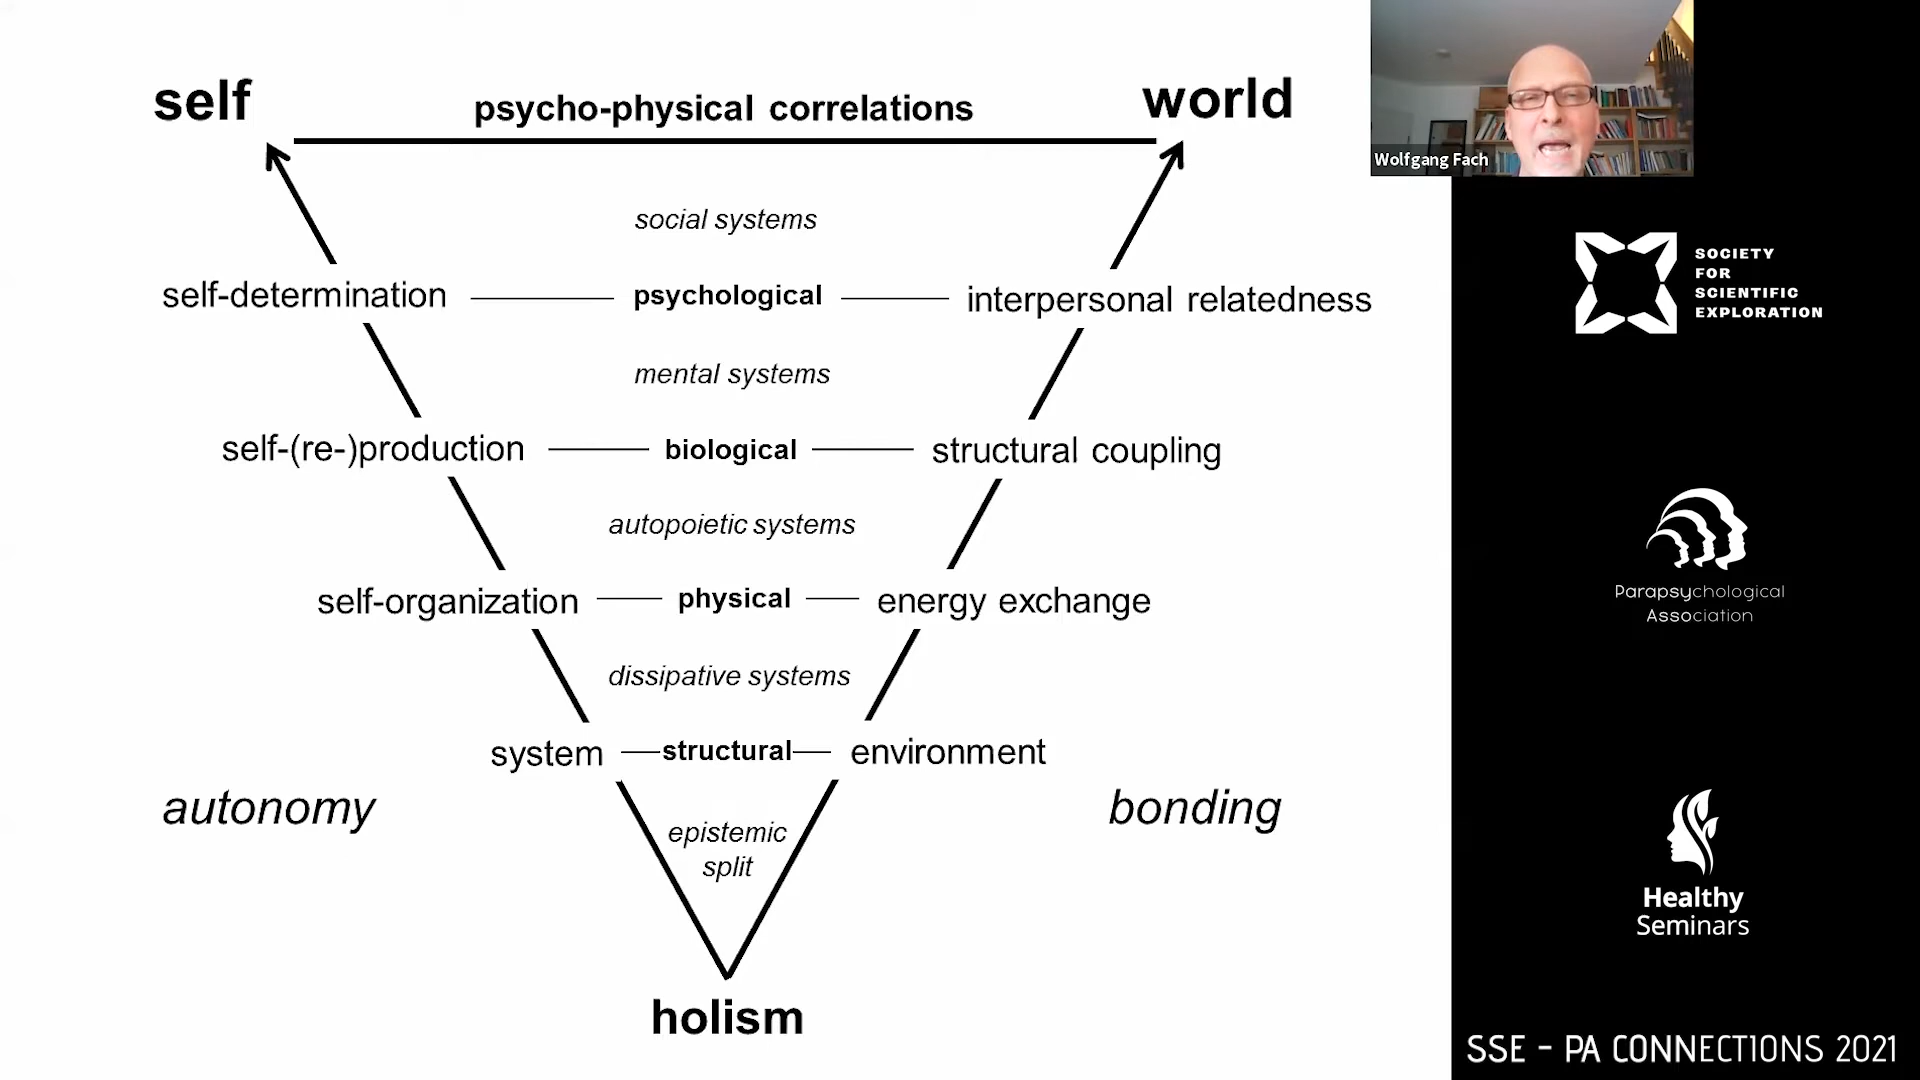 self
psycho-physical correlations
world
social systems
self-determination
psychological
interpersonal relatedness
mental systems
self-(re-)production
biological
structural coupling
autopoietic systems
self-organization
physical
energy exchange
dissipative systems
system
structural
environment
autonomy
epistemic
split
bonding
holism
Wolfgang Fach
SOCIETY
FOR
SCIENTIFIC
EXPLORATION
Parapsychological
Association
Healthy
Seminars
SSE - PA CONNECTIONS 2021